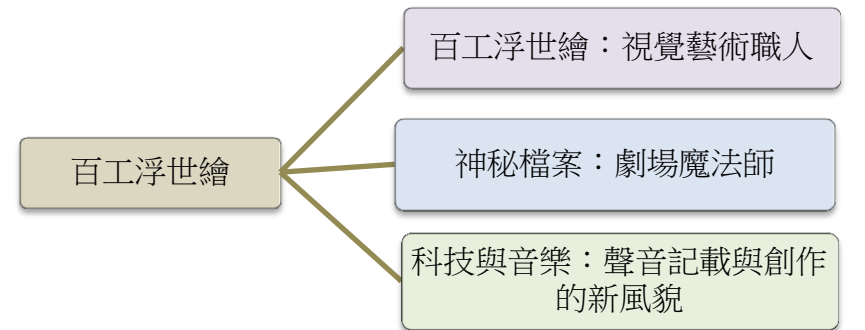 百工浮世繪
百工浮世繪：視覺藝術職人
神秘檔案：劇場魔法師
科技與音樂：聲音記載與創作
的新風貌